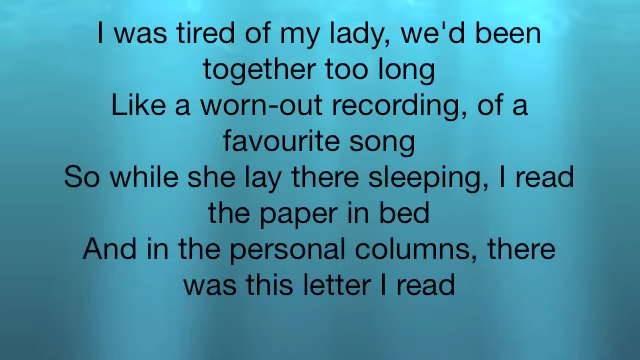 I was tired of my lady, we'd been
together too long
Like a worn-out recording, of a
favourite song
So while she lay there sleeping, I read
the paper in bed
And in the personal columns, there
was this letter I read